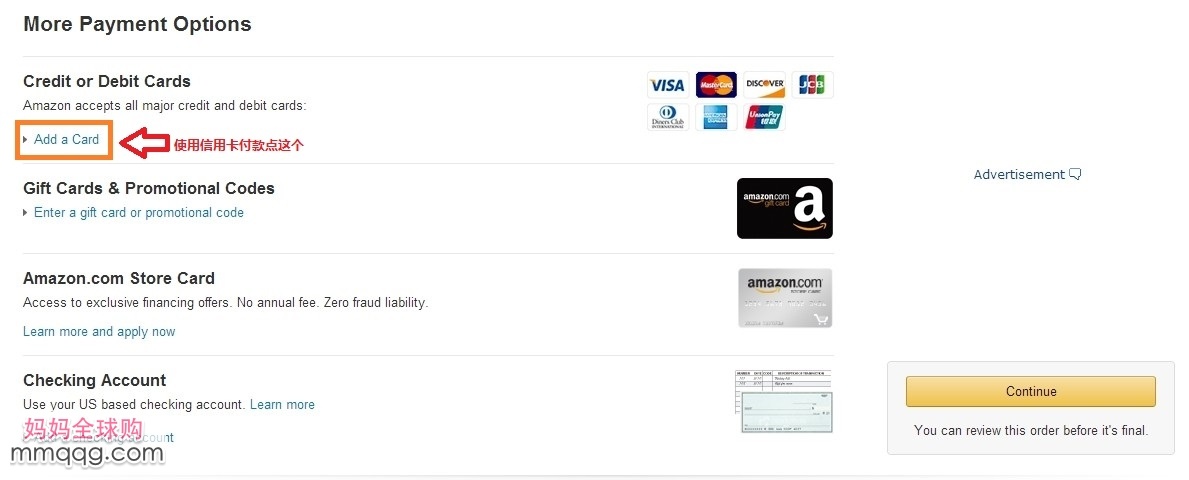 More Payment Options
Credit or Debit Cards
Amazon accepts all major credit and debit cards:
Add a Card
使用信用卡付款点这个
VISA
MasterCard
DISCOVER
JCB
Diners Club
INTERNATIONAL
AMERICAN EXPRESS
UnionPay
银联
Gift Cards & Promotional Codes
Enter a gift card or promotional code
amazon.com
gift card
a
Advertisement
Amazon.com Store Card
Access to exclusive financing offers. No annual fee. Zero fraud liability.
Learn more and apply now
amazon.com
Checking Account
Use your US based checking account. Learn more
妈妈全球购
mmqqg.com
Continue
You can review this order before it's final.